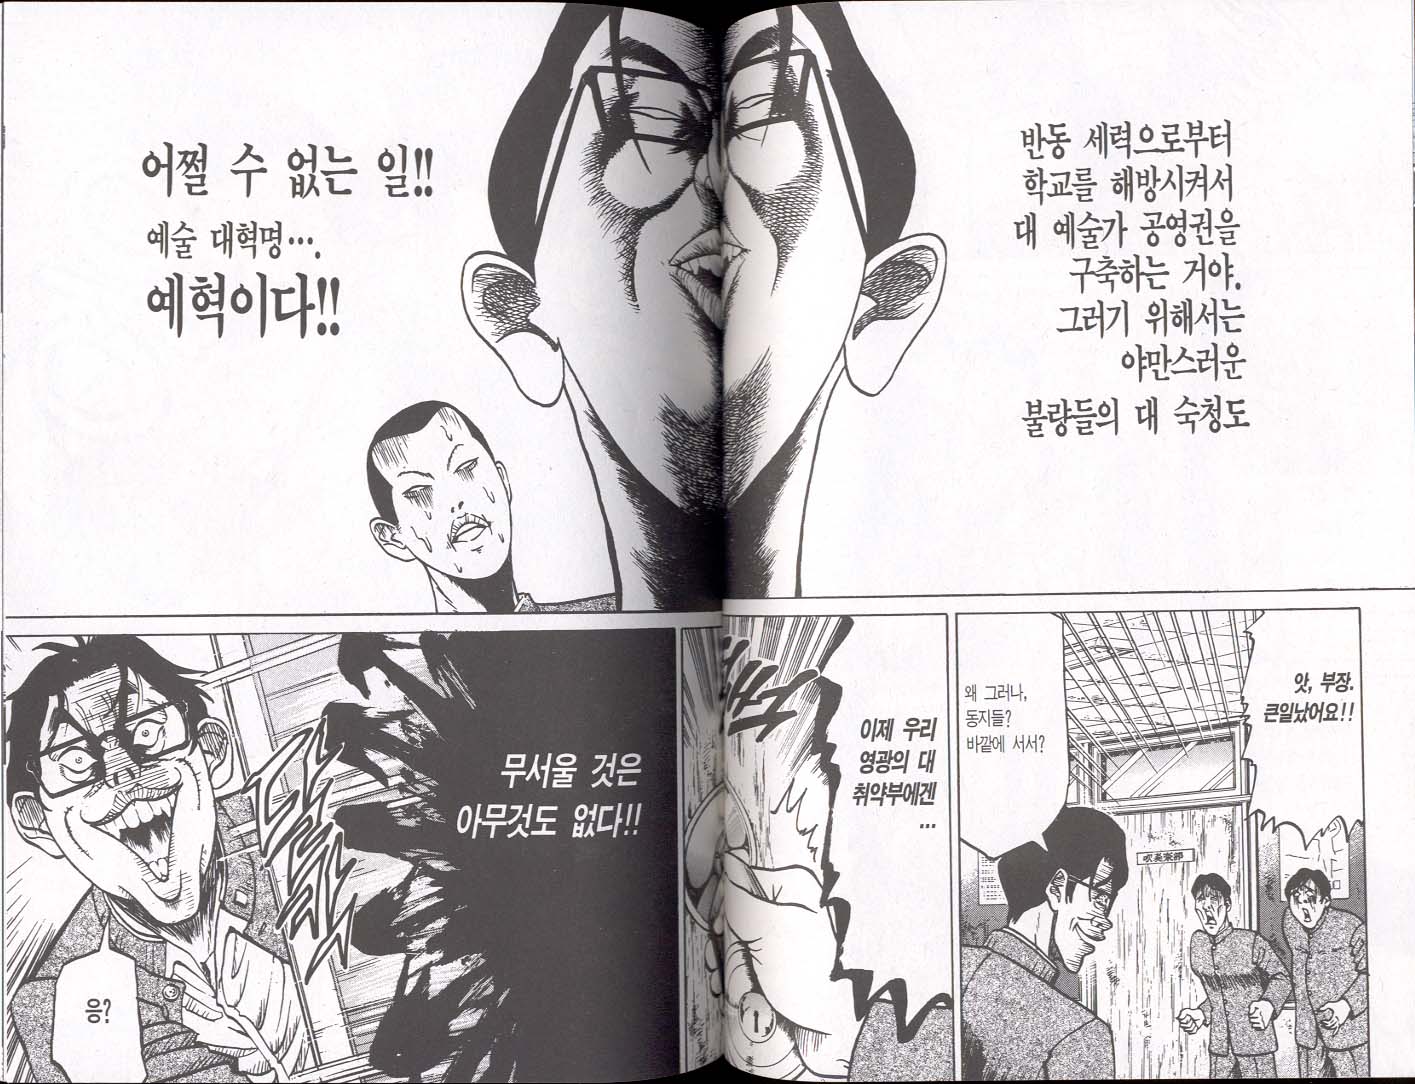 반동 세력으로부터
학교를 해방시켜서
대 예술가 공영권을
구축하는 거야.
그러기 위해서는
야만스러운
불량들의 대 숙청도
어쩔 수 없는 일!!
예술 대혁명….
예혁이다!!
앗, 부장.
큰일났어요!!
왜 그러나,
동지들?
바깥에 서서?
吹奏楽部
이제 우리
영광의 대
취악부에겐
…
무서울 것은
아무것도 없다!!
응?